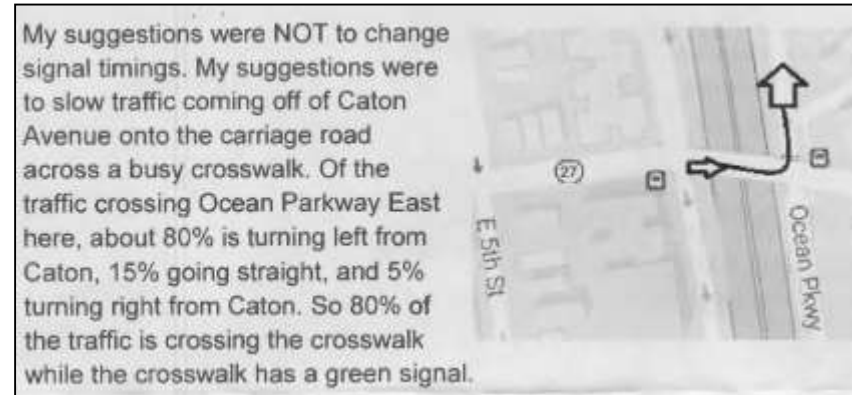 My suggestions were NOT to change
signal timings. My suggestions were
to slow traffic coming off of Caton
Avenue onto the carriage road
across a busy crosswalk. Of the
traffic crossing Ocean Parkway East
here, about 80% is turning left from
Caton, 15% going straight, and 5%
turning right from Caton. So 80% of
the traffic is crossing the crosswalk
while the crosswalk has a green signal.
27
E 5th St
Ocean Pkwy